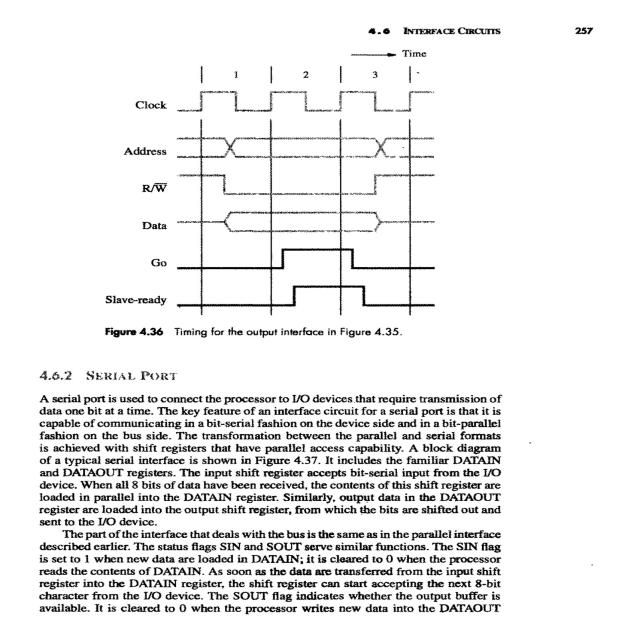 4.6 INTERFACE CIRCUITS 257
Time
1 2 3
Clock
Address
R/W̅
Data
Go
Slave-ready
Figure 4.36 Timing for the output interface in Figure 4.35.
4.6.2 SERIAL PORT
A serial port is used to connect the processor to I/O devices that require transmission of
data one bit at a time. The key feature of an interface circuit for a serial port is that it is
capable of communicating in a bit-serial fashion on the device side and in a bit-parallel
fashion on the bus side. The transformation between the parallel and serial formats
is achieved with shift registers that have parallel access capability. A block diagram
of a typical serial interface is shown in Figure 4.37. It includes the familiar DATAIN
and DATAOUT registers. The input shift register accepts bit-serial input from the I/O
device. When all 8 bits of data have been received, the contents of this shift register are
loaded in parallel into the DATAIN register. Similarly, output data in the DATAOUT
register are loaded into the output shift register, from which the bits are shifted out and
sent to the I/O device.
The part of the interface that deals with the bus is the same as in the parallel interface
described earlier. The status flags SIN and SOUT serve similar functions. The SIN flag
is set to 1 when new data are loaded in DATAIN; it is cleared to 0 when the processor
reads the contents of DATAIN. As soon as the data are transferred from the input shift
register into the DATAIN register, the shift register can start accepting the next 8-bit
character from the I/O device. The SOUT flag indicates whether the output buffer is
available. It is cleared to 0 when the processor writes new data into the DATAOUT